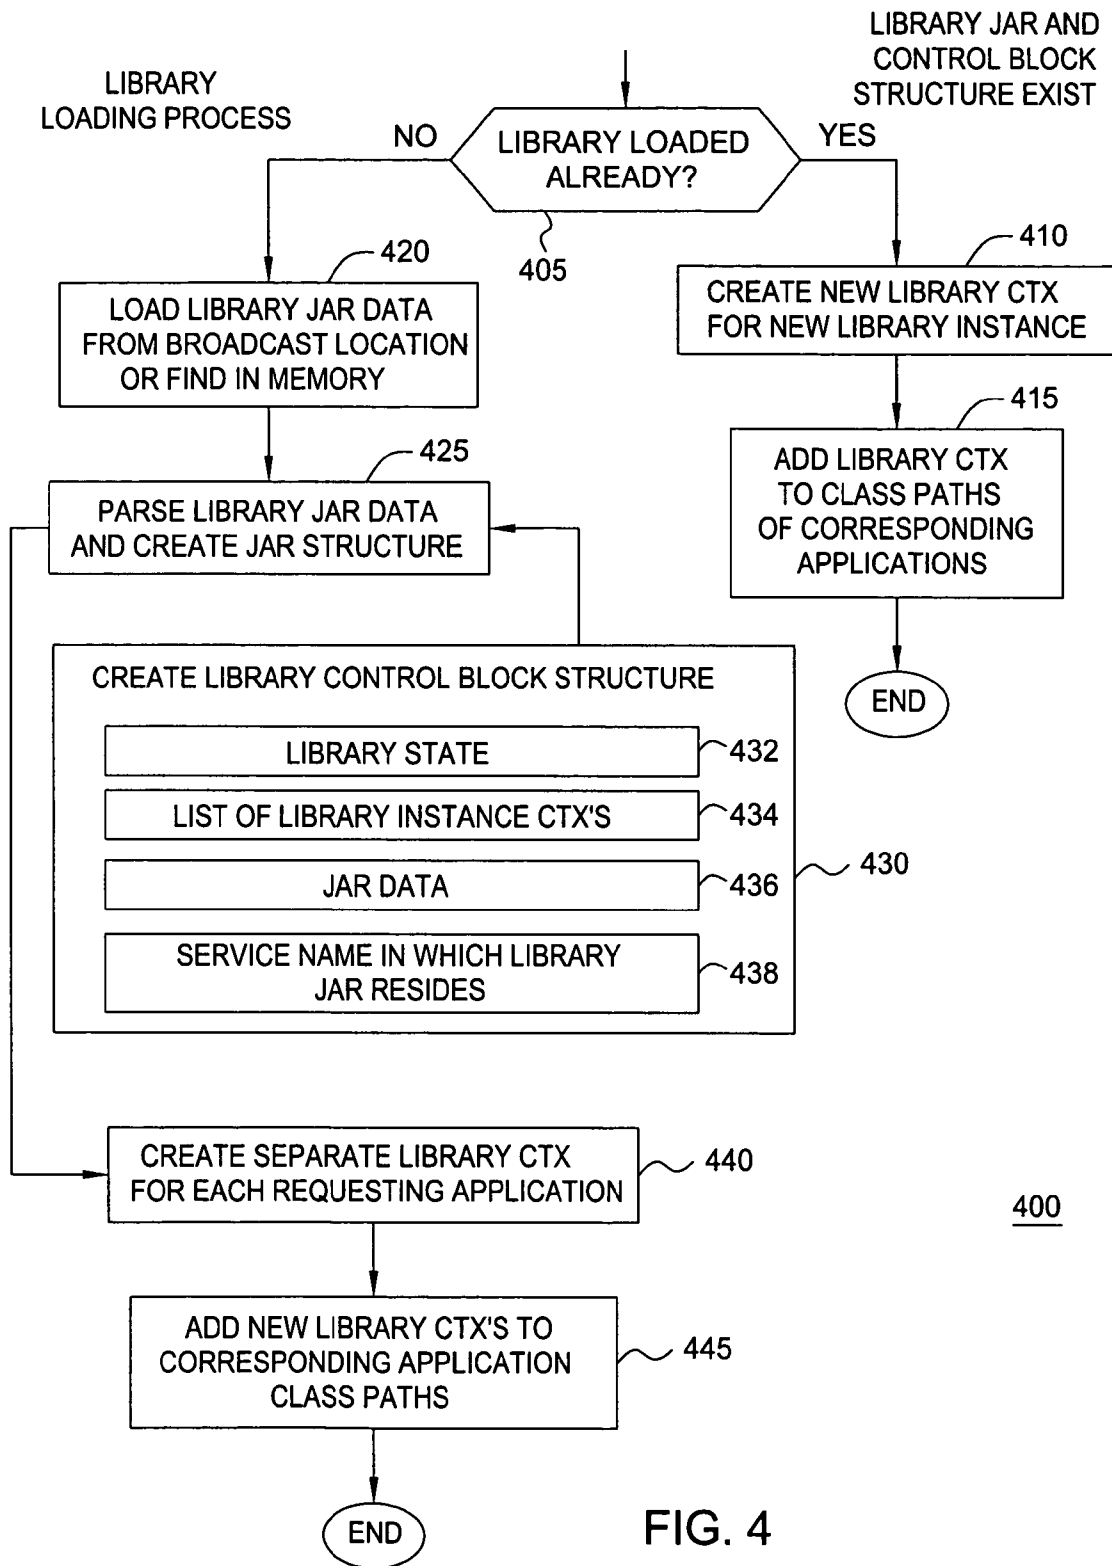 LIBRARY
LOADING PROCESS
LIBRARY JAR AND
CONTROL BLOCK
STRUCTURE EXIST
NO
LIBRARY LOADED
ALREADY?
YES
405
420
LOAD LIBRARY JAR DATA
FROM BROADCAST LOCATION
OR FIND IN MEMORY
410
CREATE NEW LIBRARY CTX
FOR NEW LIBRARY INSTANCE
415
ADD LIBRARY CTX
TO CLASS PATHS
OF CORRESPONDING
APPLICATIONS
END
425
PARSE LIBRARY JAR DATA
AND CREATE JAR STRUCTURE
CREATE LIBRARY CONTROL BLOCK STRUCTURE
LIBRARY STATE
432
LIST OF LIBRARY INSTANCE CTX'S
434
JAR DATA
436
430
SERVICE NAME IN WHICH LIBRARY
JAR RESIDES
438
CREATE SEPARATE LIBRARY CTX
FOR EACH REQUESTING APPLICATION
440
400
ADD NEW LIBRARY CTX'S TO
CORRESPONDING APPLICATION
CLASS PATHS
445
END
FIG. 4